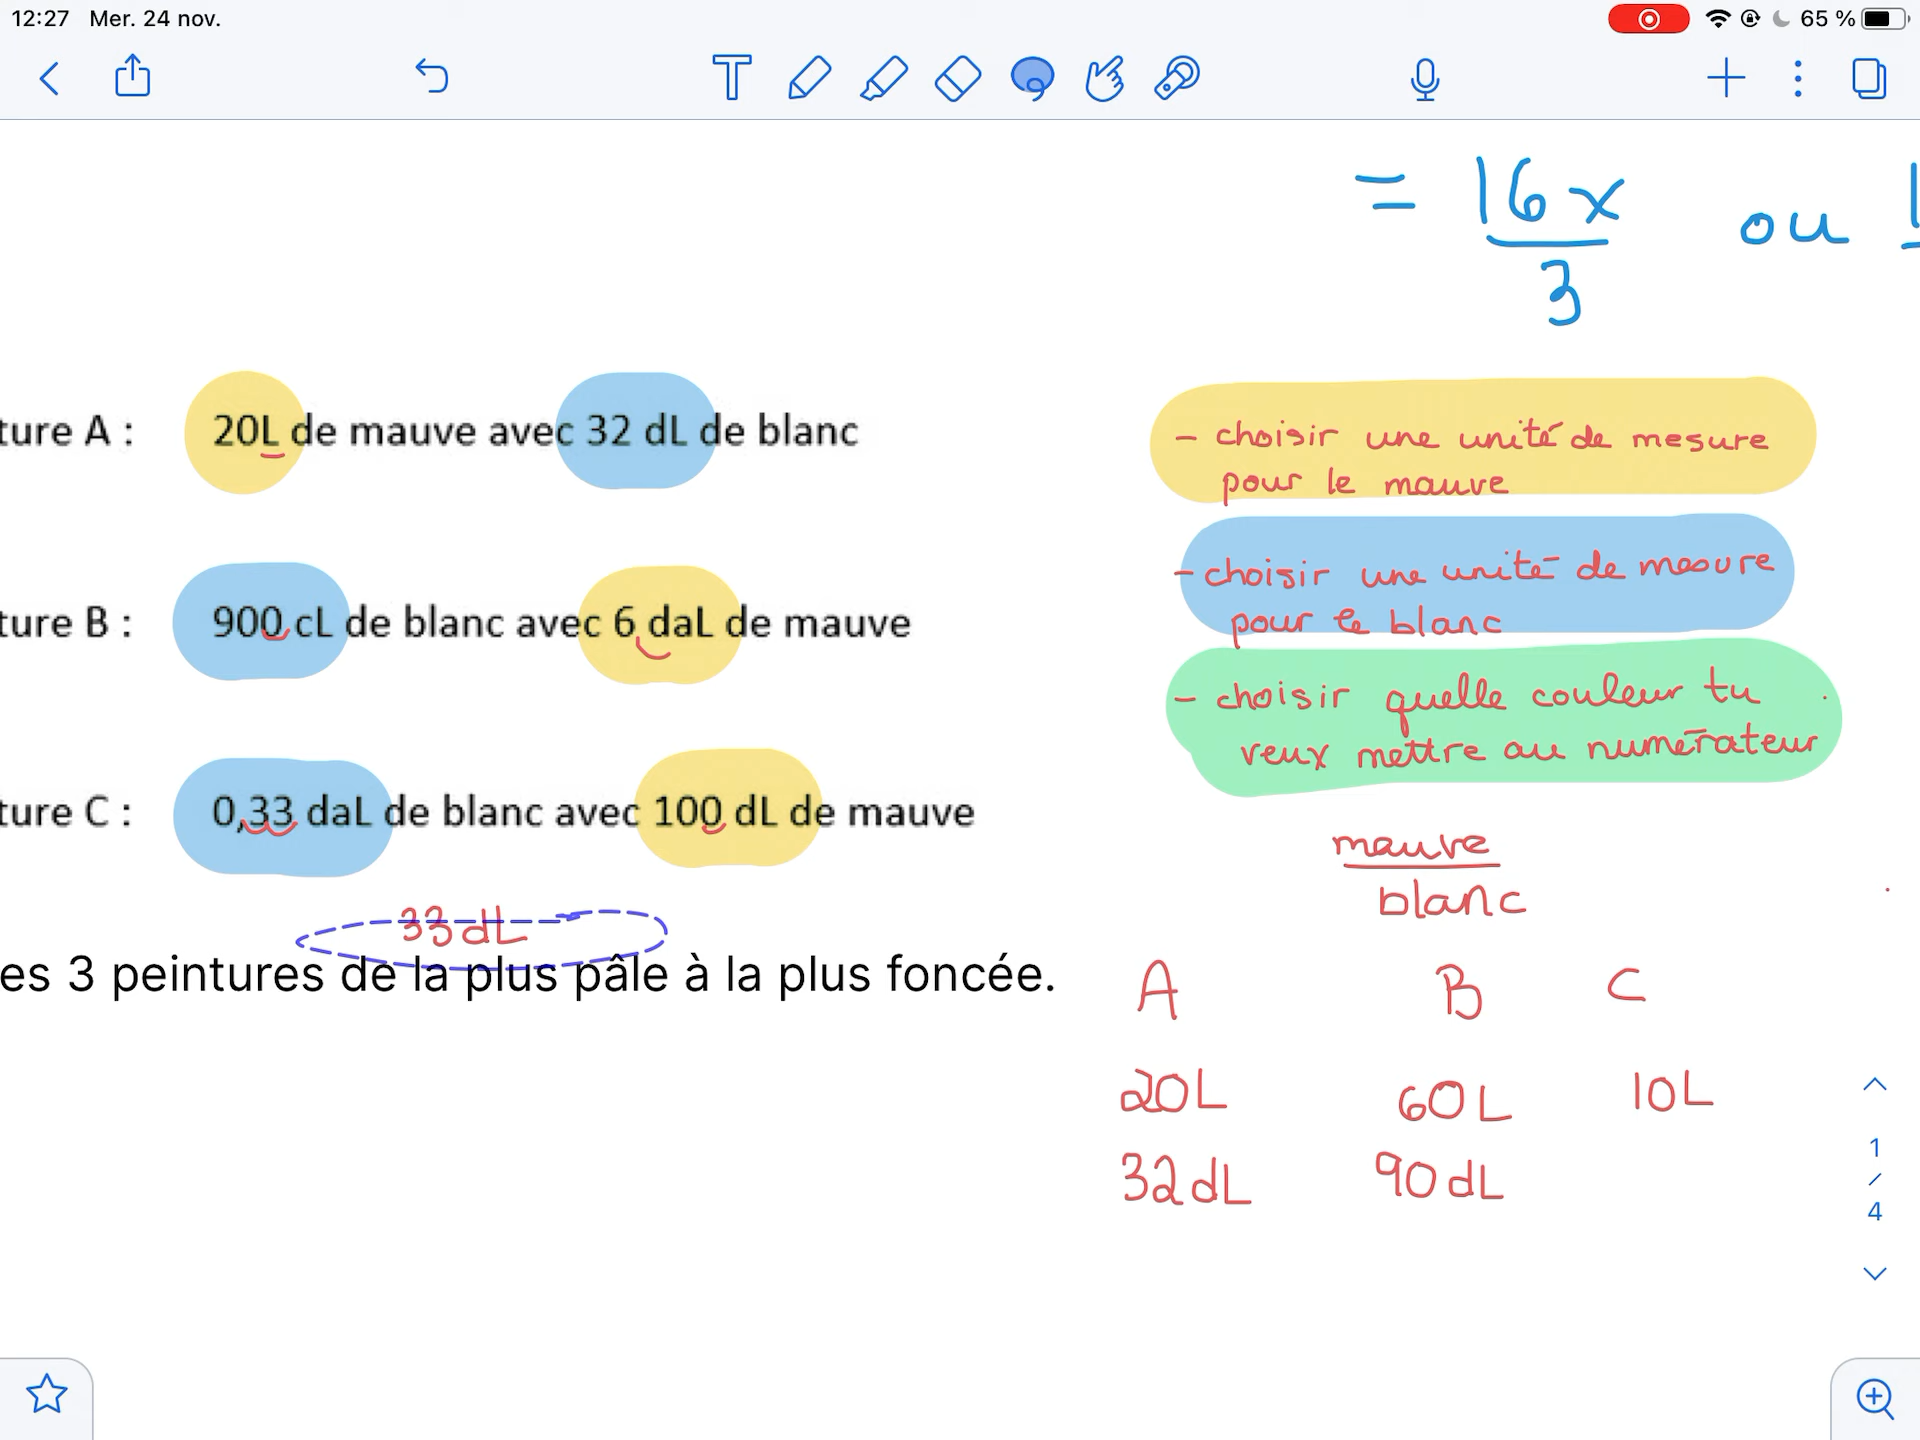 12:27 Mer. 24 nov.
65 %
= 16x ou
3
ture A : 20L de mauve avec 32 dL de blanc
- choisir une unité de mesure
pour le mauve
ture B : 900 cL de blanc avec 6 daL de mauve
- choisir une unité de mesure
pour le blanc
- choisir quelle couleur tu
veux mettre au numérateur
ture C : 0,33 daL de blanc avec 100 dL de mauve
mauve
blanc
33 dL
es 3 peintures de la plus pâle à la plus foncée.
A B C
20L 60L 10L
32dL 90dL
1
/
4